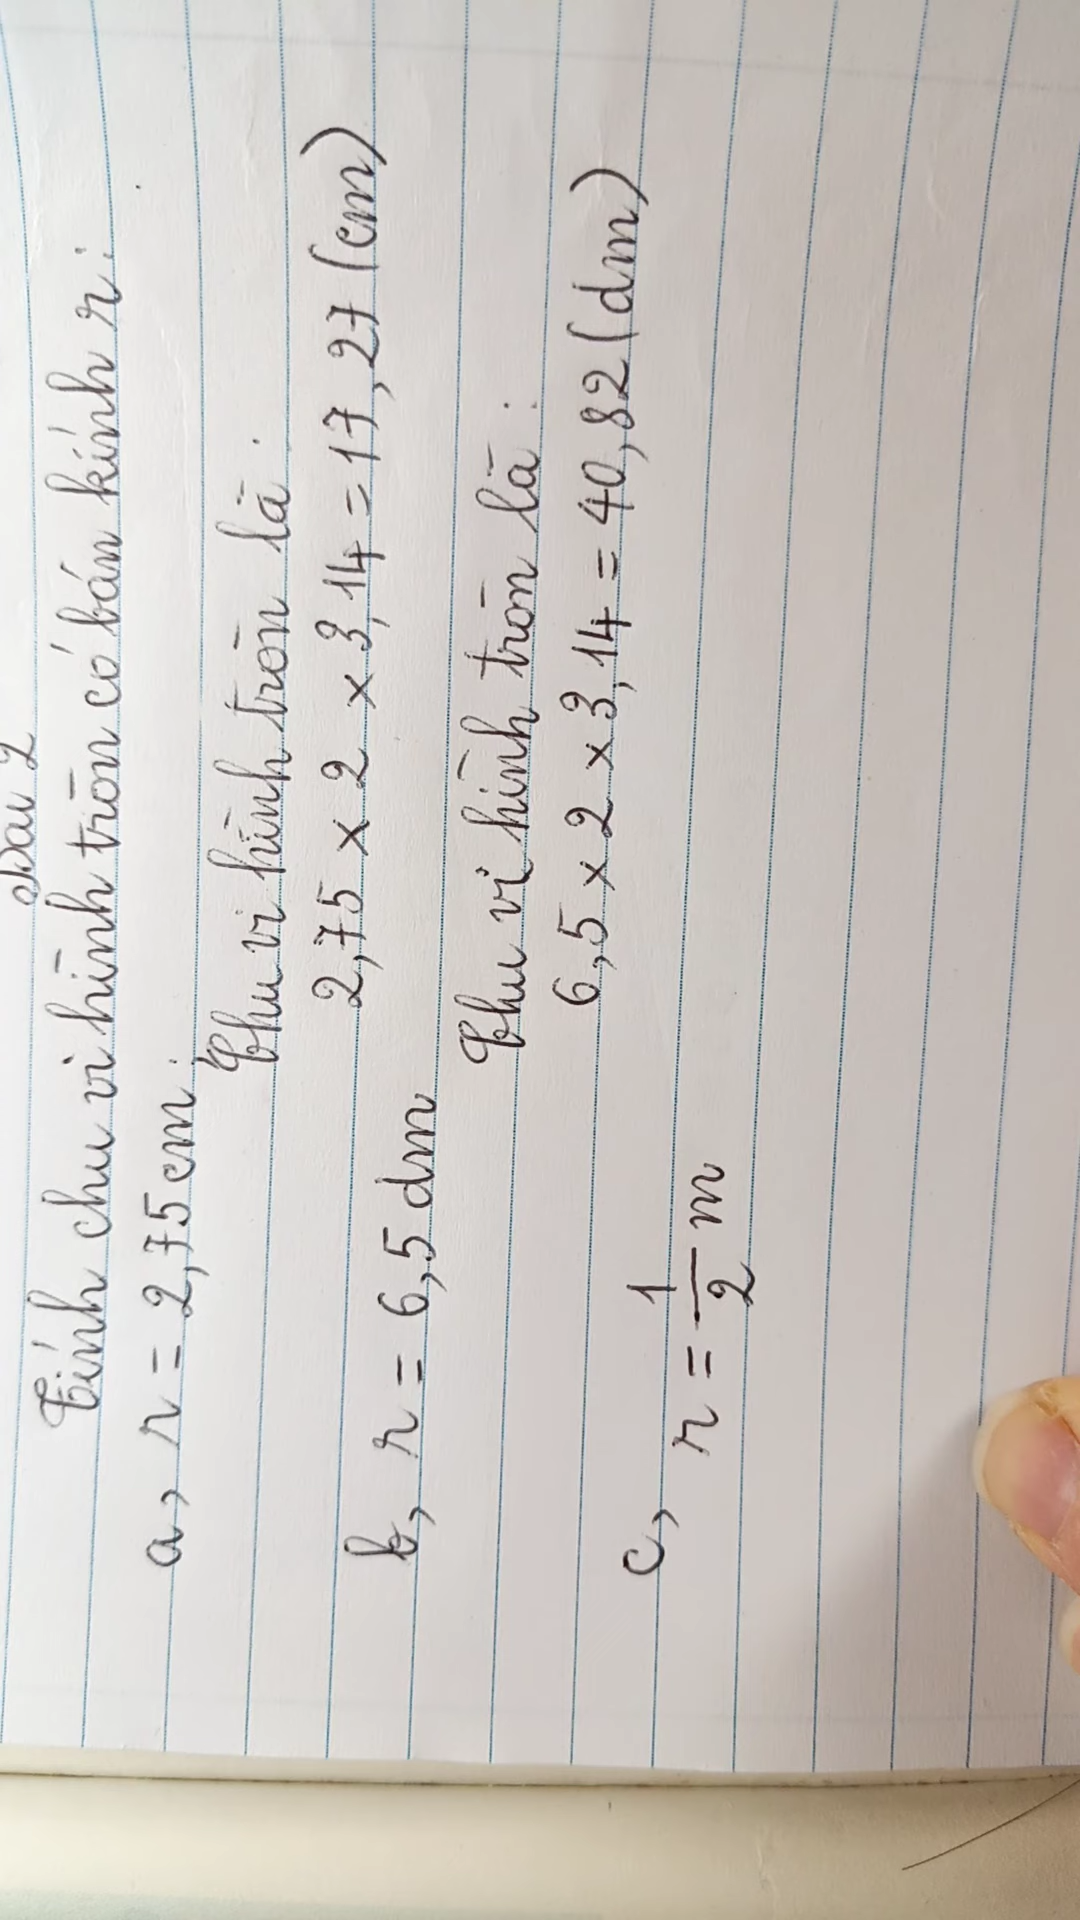 Bài 2
Tính chu vi hình tròn có bán kính r:
a, r = 2,75 cm.
Chu vi hình tròn là:
2,75 x 2 x 3,14 = 17,27 (cm)
b, r = 6,5 dm
Chu vi hình tròn là:
6,5 x 2 x 3,14 = 40,82 (dm)
c, r = 1/2 m